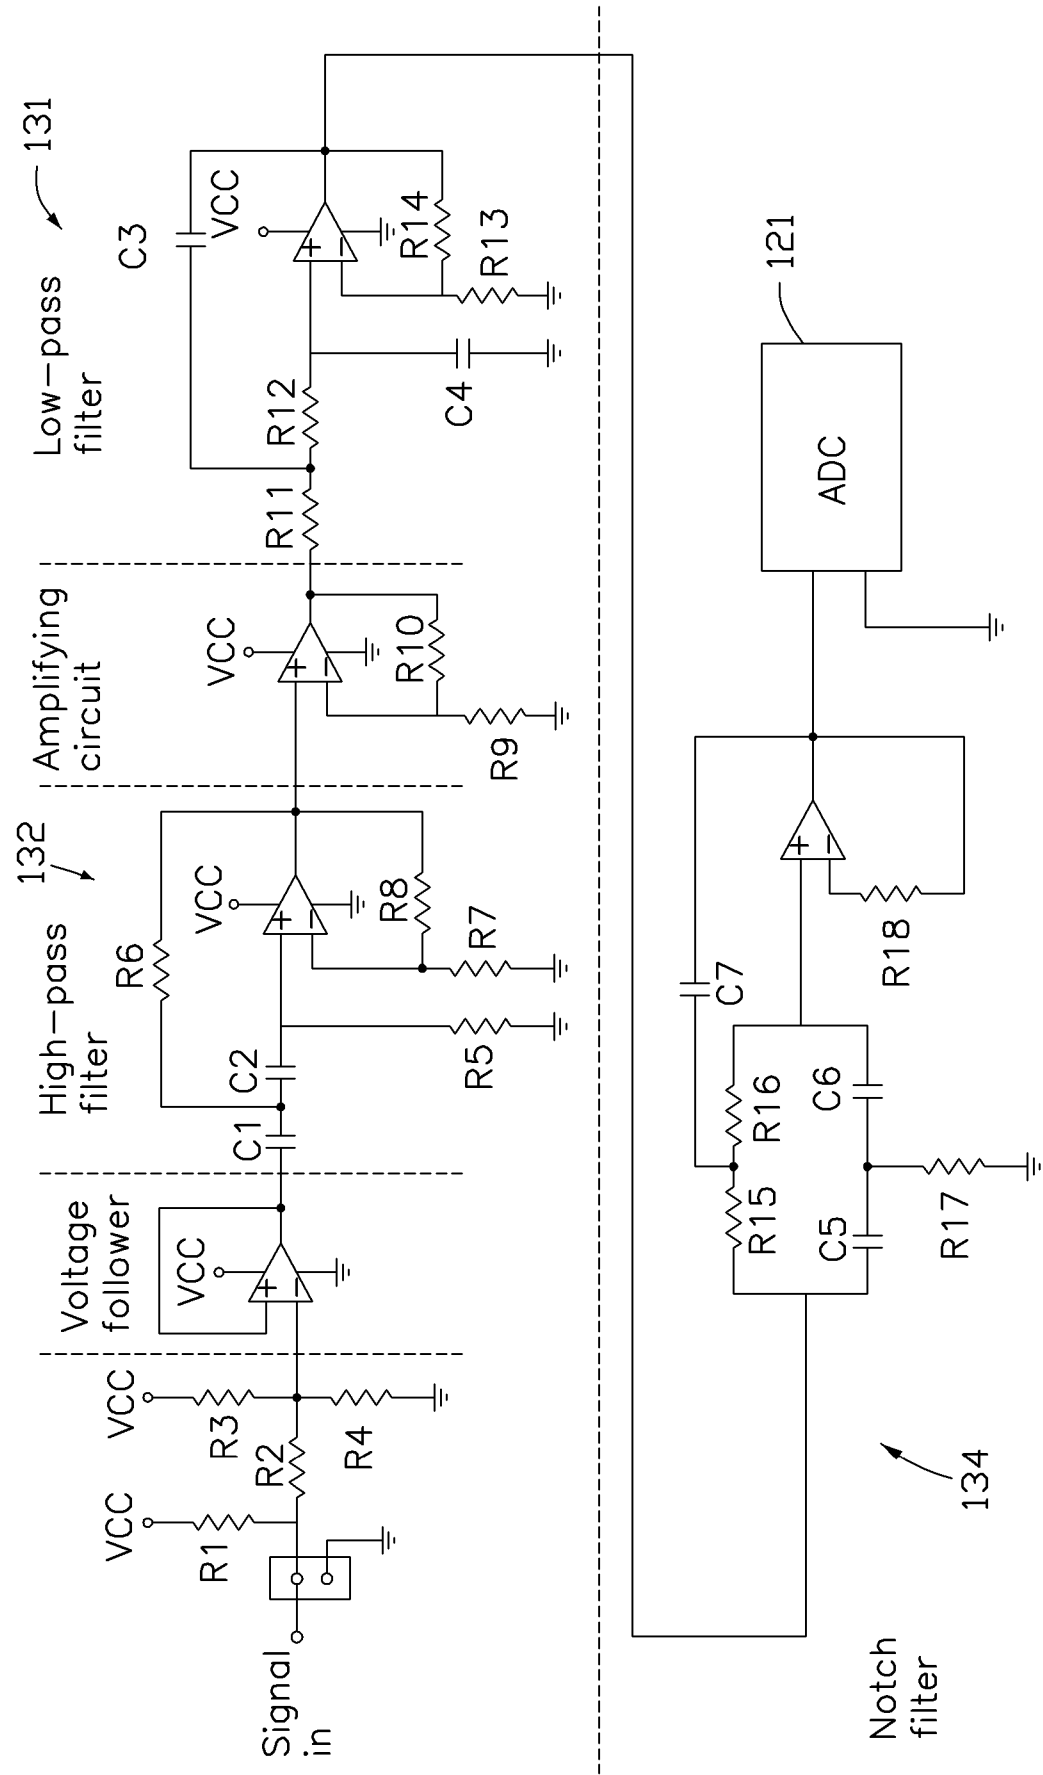 Signal
in
VCC
R1
R2
VCC
R3
R4
Voltage
follower
VCC
+
−
High−pass
filter
132
C1
C2
R6
R5
VCC
+
−
R8
R7
Amplifying
circuit
VCC
+
−
R10
R9
Low−pass
filter
131
R11
R12
C3
C4
VCC
+
−
R14
R13
Notch
filter
134
R15
R16
C5
C6
R17
C7
+
−
R18
ADC
121